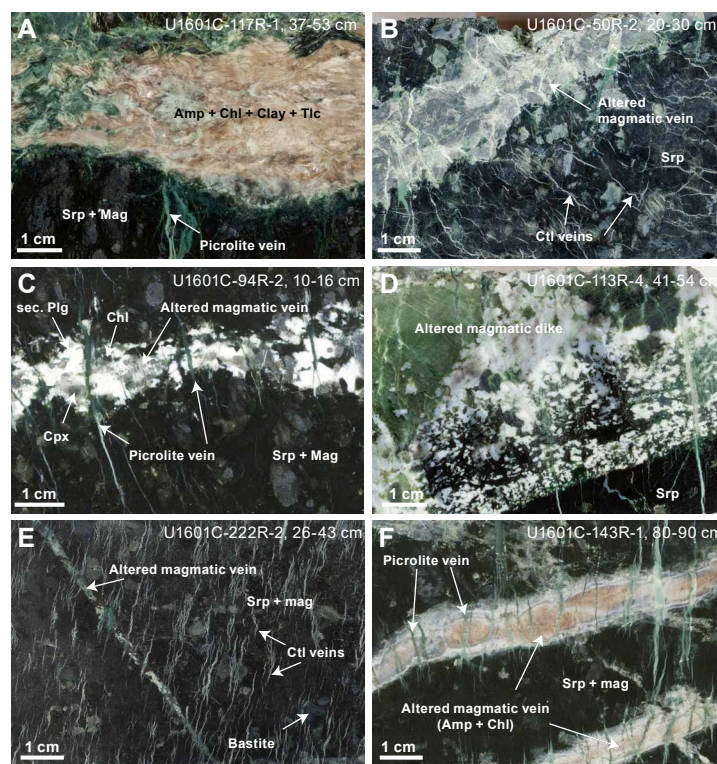 A
U1601C-117R-1, 37-53 cm
Amp + Chl + Clay + Tlc
Srp + Mag
Picrolite vein
1 cm
B
U1601C-50R-2, 20-30 cm
Altered
magmatic vein
Srp
Ctl veins
1 cm
C
U1601C-94R-2, 10-16 cm
sec. Plg
Chl
Altered magmatic vein
Cpx
Picrolite vein
Srp + Mag
1 cm
D
U1601C-113R-4, 41-54 cm
Altered magmatic dike
1 cm
Srp
E
U1601C-222R-2, 26-43 cm
Altered magmatic vein
Srp + mag
Ctl veins
Bastite
1 cm
F
U1601C-143R-1, 80-90 cm
Picrolite vein
Srp + mag
Altered magmatic vein
(Amp + Chl)
1 cm